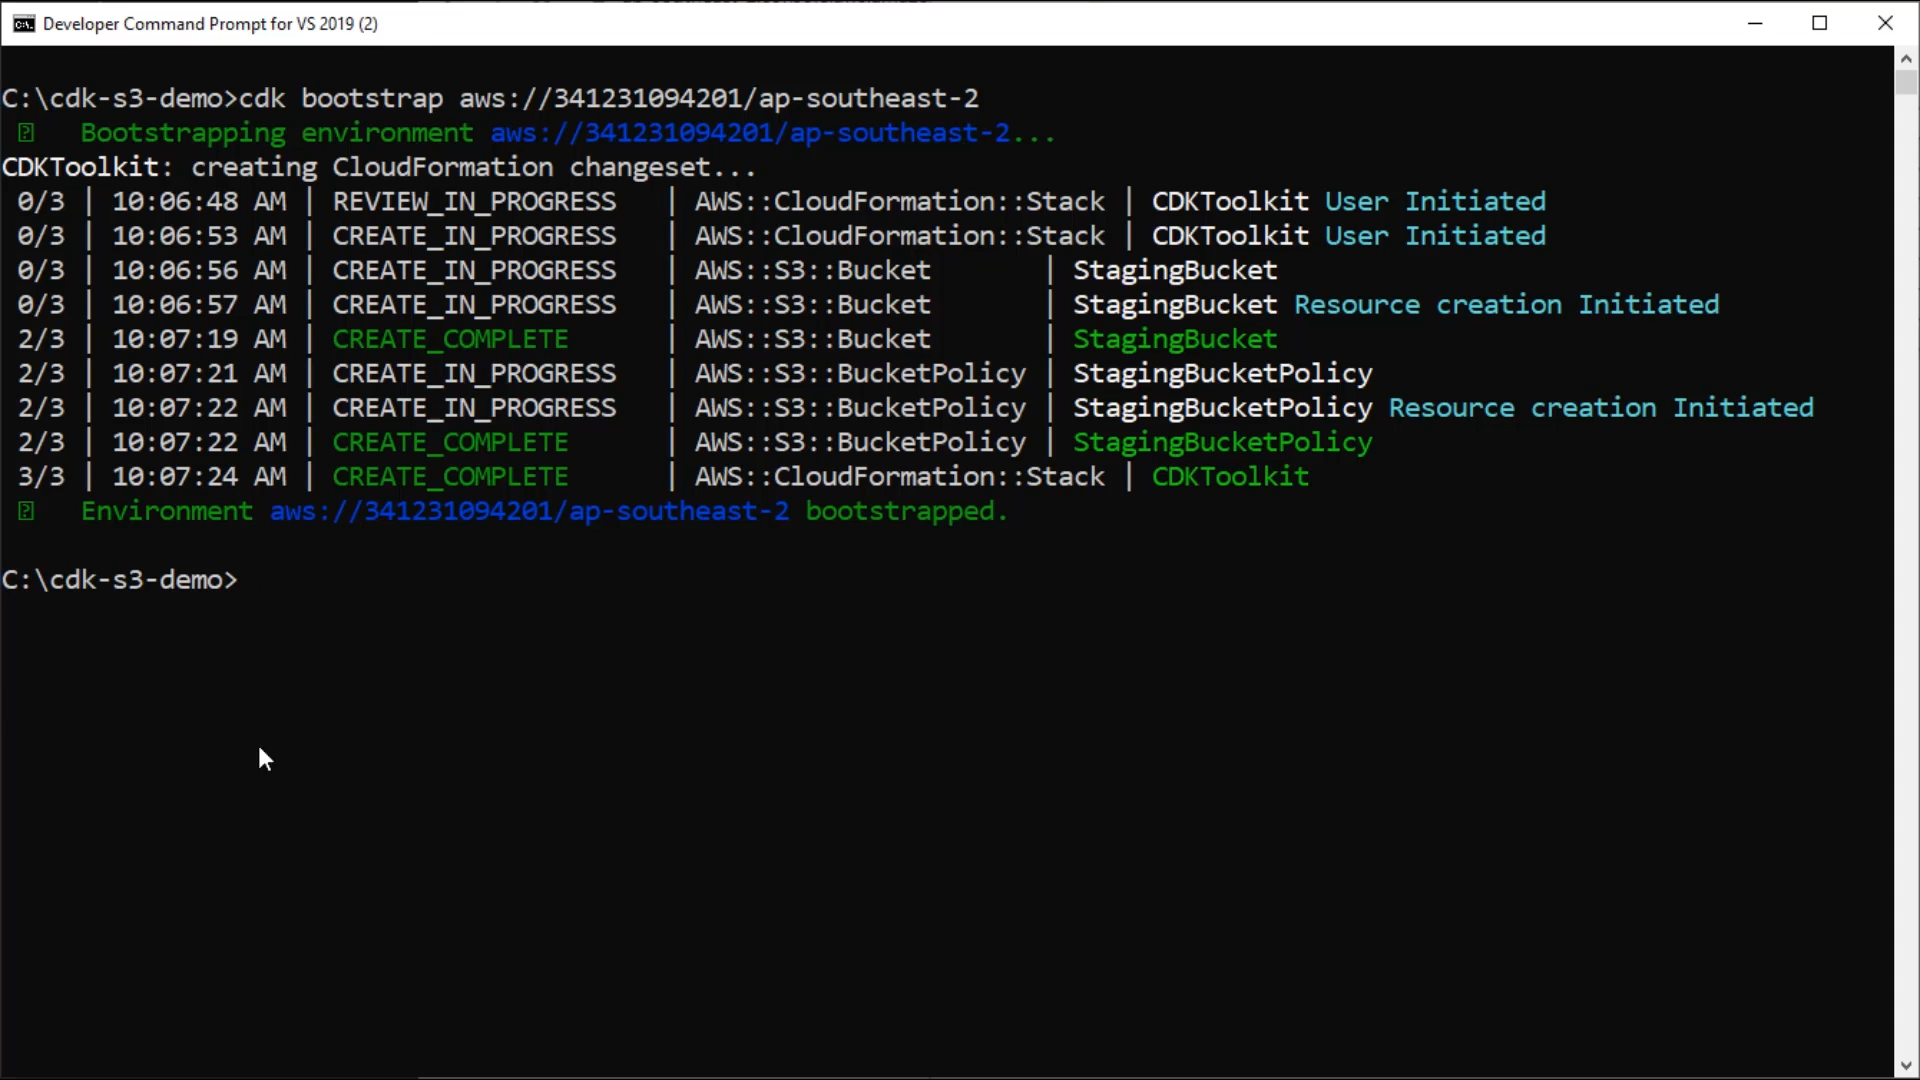 Developer Command Prompt for VS 2019 (2)
C:\cdk-s3-demo>cdk bootstrap aws://341231094201/ap-southeast-2
Bootstrapping environment aws://341231094201/ap-southeast-2...
CDKToolkit: creating CloudFormation changeset...
0/3 | 10:06:48 AM | REVIEW_IN_PROGRESS | AWS::CloudFormation::Stack | CDKToolkit User Initiated
0/3 | 10:06:53 AM | CREATE_IN_PROGRESS | AWS::CloudFormation::Stack | CDKToolkit User Initiated
0/3 | 10:06:56 AM | CREATE_IN_PROGRESS | AWS::S3::Bucket | StagingBucket
0/3 | 10:06:57 AM | CREATE_IN_PROGRESS | AWS::S3::Bucket | StagingBucket Resource creation Initiated
2/3 | 10:07:19 AM | CREATE_COMPLETE | AWS::S3::Bucket | StagingBucket
2/3 | 10:07:21 AM | CREATE_IN_PROGRESS | AWS::S3::BucketPolicy | StagingBucketPolicy
2/3 | 10:07:22 AM | CREATE_IN_PROGRESS | AWS::S3::BucketPolicy | StagingBucketPolicy Resource creation Initiated
2/3 | 10:07:22 AM | CREATE_COMPLETE | AWS::S3::BucketPolicy | StagingBucketPolicy
3/3 | 10:07:24 AM | CREATE_COMPLETE | AWS::CloudFormation::Stack | CDKToolkit
Environment aws://341231094201/ap-southeast-2 bootstrapped.
C:\cdk-s3-demo>